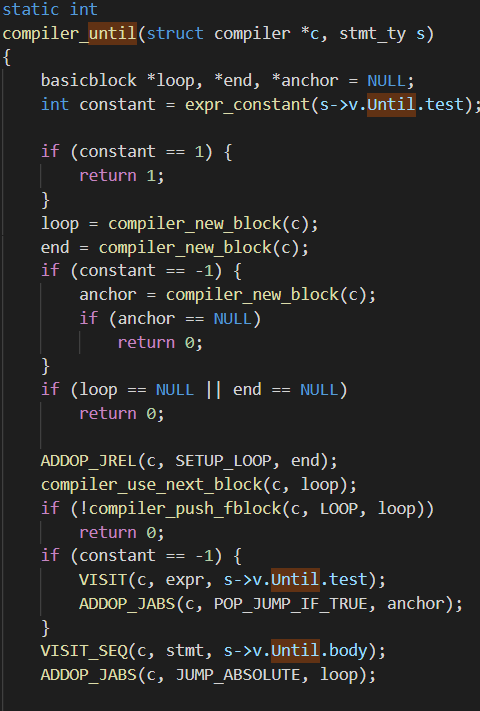 static int
compiler_until(struct compiler *c, stmt_ty s)
{
    basicblock *loop, *end, *anchor = NULL;
    int constant = expr_constant(s->v.Until.test);

    if (constant == 1) {
        return 1;
    }
    loop = compiler_new_block(c);
    end = compiler_new_block(c);
    if (constant == -1) {
        anchor = compiler_new_block(c);
        if (anchor == NULL)
            return 0;
    }
    if (loop == NULL || end == NULL)
        return 0;

    ADDOP_JREL(c, SETUP_LOOP, end);
    compiler_use_next_block(c, loop);
    if (!compiler_push_fblock(c, LOOP, loop))
        return 0;
    if (constant == -1) {
        VISIT(c, expr, s->v.Until.test);
        ADDOP_JABS(c, POP_JUMP_IF_TRUE, anchor);
    }
    VISIT_SEQ(c, stmt, s->v.Until.body);
    ADDOP_JABS(c, JUMP_ABSOLUTE, loop);